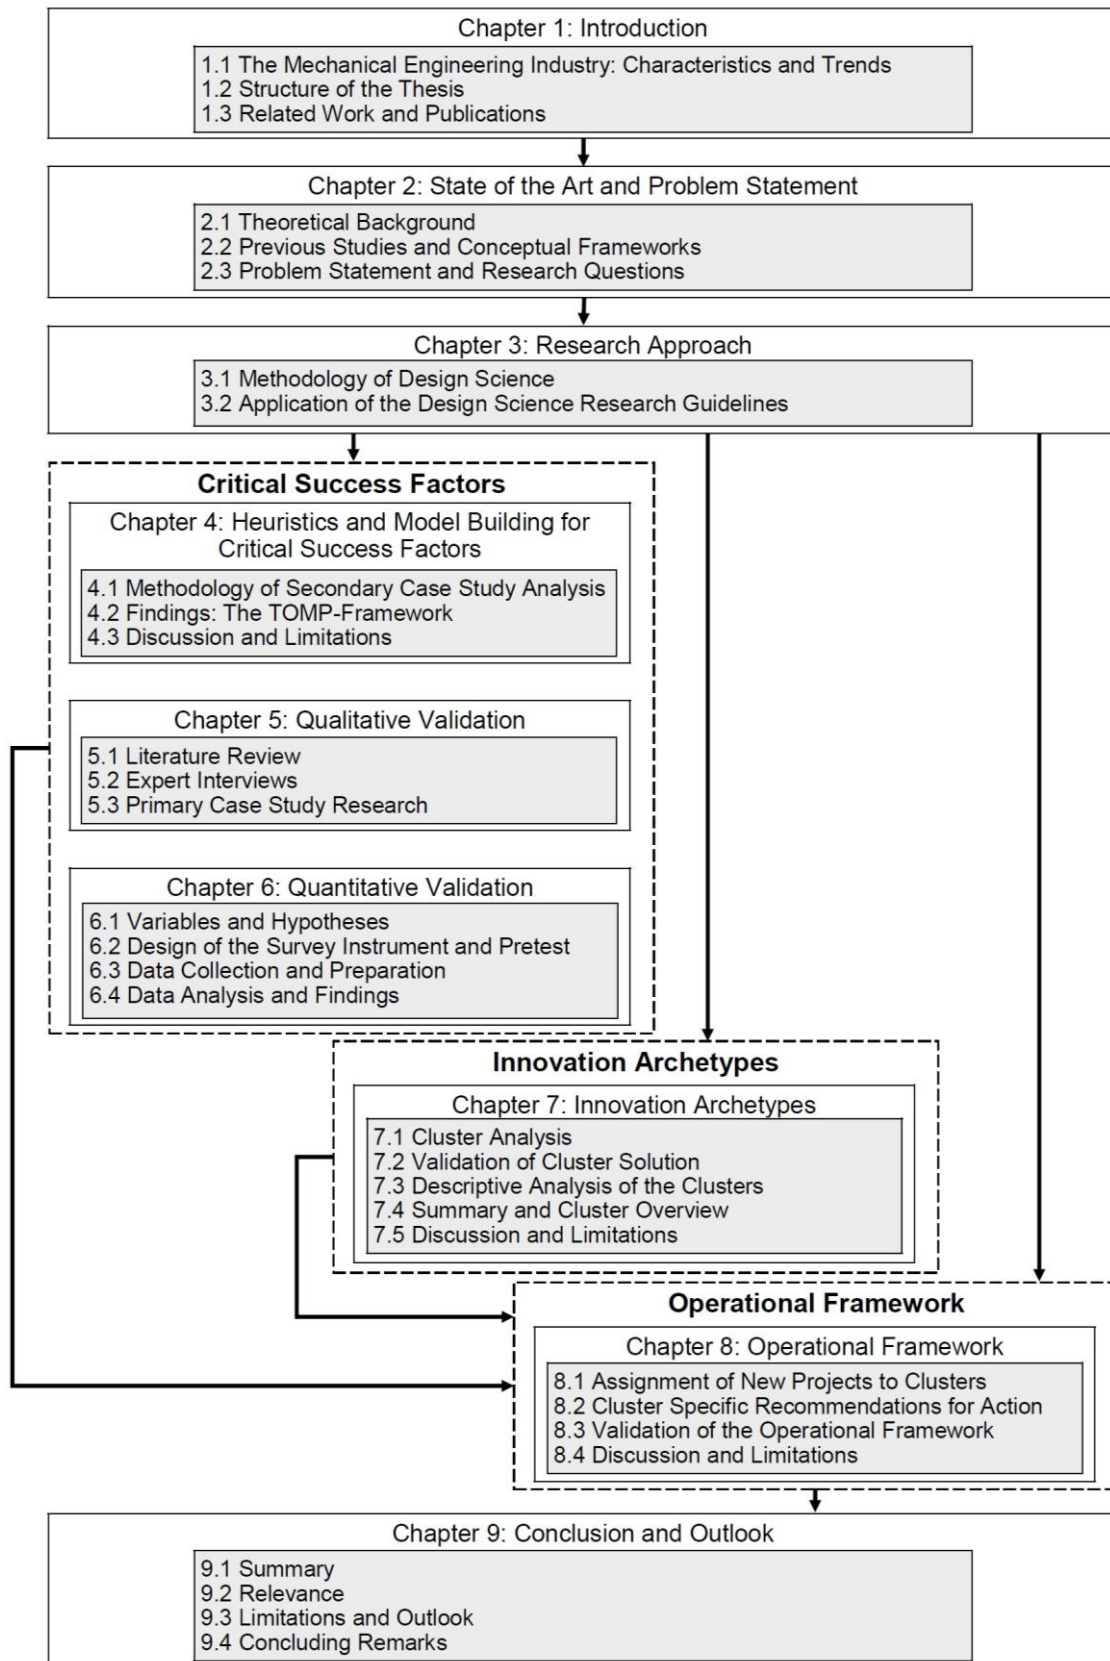 Chapter 1: Introduction
1.1 The Mechanical Engineering Industry: Characteristics and Trends
1.2 Structure of the Thesis
1.3 Related Work and Publications
Chapter 2: State of the Art and Problem Statement
2.1 Theoretical Background
2.2 Previous Studies and Conceptual Frameworks
2.3 Problem Statement and Research Questions
Chapter 3: Research Approach
3.1 Methodology of Design Science
3.2 Application of the Design Science Research Guidelines
Critical Success Factors
Chapter 4: Heuristics and Model Building for
Critical Success Factors
4.1 Methodology of Secondary Case Study Analysis
4.2 Findings: The TOMP-Framework
4.3 Discussion and Limitations
Chapter 5: Qualitative Validation
5.1 Literature Review
5.2 Expert Interviews
5.3 Primary Case Study Research
Chapter 6: Quantitative Validation
6.1 Variables and Hypotheses
6.2 Design of the Survey Instrument and Pretest
6.3 Data Collection and Preparation
6.4 Data Analysis and Findings
Innovation Archetypes
Chapter 7: Innovation Archetypes
7.1 Cluster Analysis
7.2 Validation of Cluster Solution
7.3 Descriptive Analysis of the Clusters
7.4 Summary and Cluster Overview
7.5 Discussion and Limitations
Operational Framework
Chapter 8: Operational Framework
8.1 Assignment of New Projects to Clusters
8.2 Cluster Specific Recommendations for Action
8.3 Validation of the Operational Framework
8.4 Discussion and Limitations
Chapter 9: Conclusion and Outlook
9.1 Summary
9.2 Relevance
9.3 Limitations and Outlook
9.4 Concluding Remarks